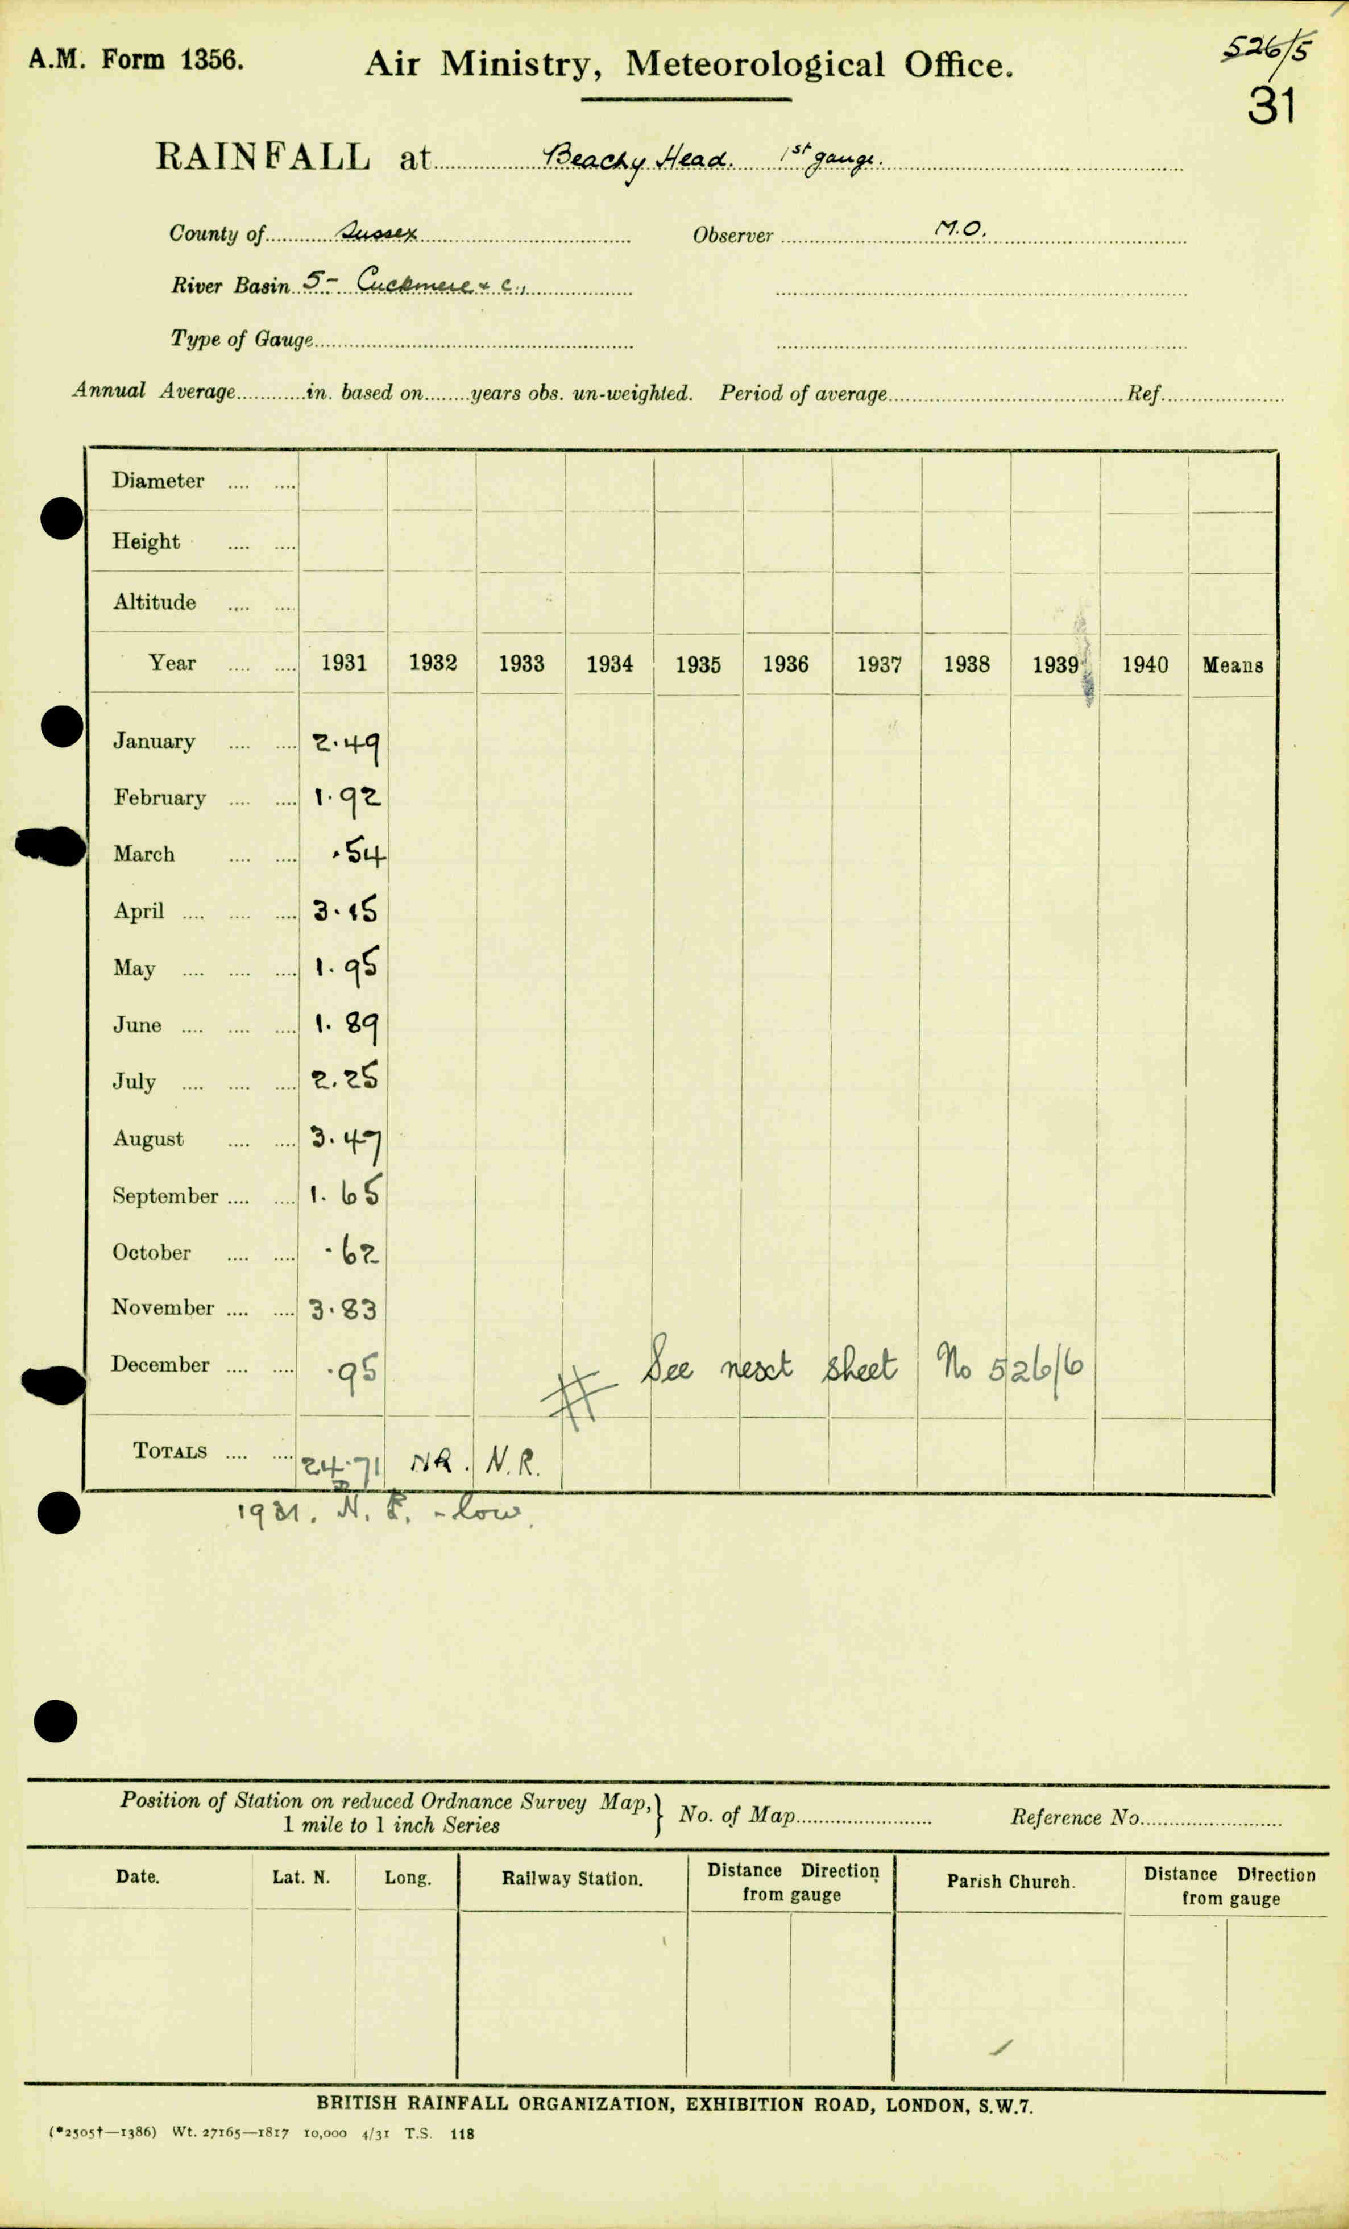 526/5
A.M. Form 1356. Air Ministry, Meteorological Office.
31
RAINFALL at Beachy Head. 1st gauge.
County of Sussex Observer M.O.
River Basin 5- Cuckmere & c.,
Type of Gauge
Annual Average in. based on years obs. un-weighted. Period of average Ref.
Diameter
Height
Altitude
Year 1931 1932 1933 1934 1935 1936 1937 1938 1939 1940 Means
January 2.49
February 1.92
March .54
April 3.15
May 1.95
June 1.89
July 2.25
August 3.47
September 1.65
October .62
November 3.83
December .95 # See next sheet No 526/6
TOTALS 24.71 NR. N.R.
1931. N. P. - low.
Position of Station on reduced Ordnance Survey Map, } No. of Map Reference No.
1 mile to 1 inch Series
Date. Lat. N. Long. Railway Station. Distance Direction from gauge Parish Church. Distance Direction from gauge
BRITISH RAINFALL ORGANIZATION, EXHIBITION ROAD, LONDON, S.W.7.
(*2505†—1386) Wt. 27165—1817 10,000 4/31 T.S. 118